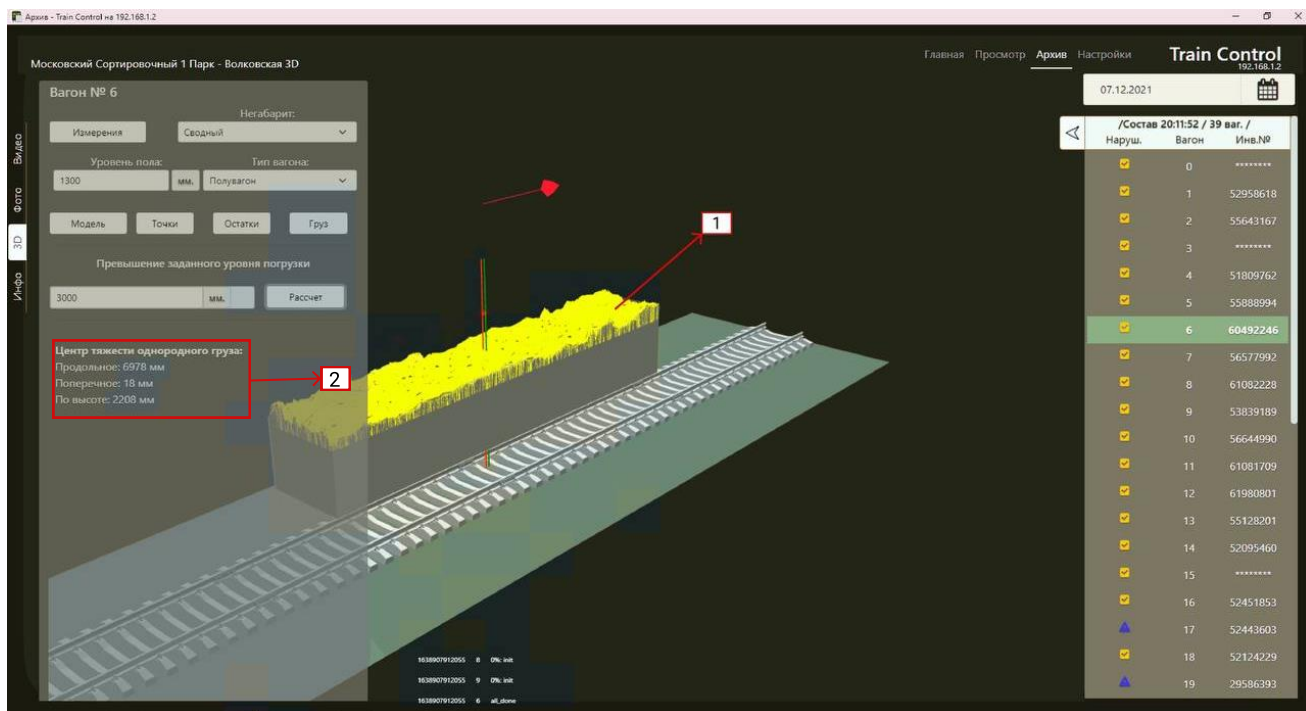 Архив - Train Control на 192.168.1.2
Московский Сортировочный 1 Парк - Волковская 3D
Главная Просмотр Архив Настройки
Train Control
192.168.1.2
Видео
Фото
3D
Инфо
Вагон № 6
Негабарит:
Измерения Сводный
Уровень пола: Тип вагона:
1300 мм. Полувагон
Модель Точки Остатки Груз
Превышение заданного уровня погрузки
3000 мм. Рассчет
Центр тяжести однородного груза:
Продольное: 6978 мм
Поперечное: 18 мм
По высоте: 2208 мм
2
1
1638907912055 8 0%: init
1638907912055 9 0%: init
1638907912055 6 all_done
07.12.2021
/Состав 20:11:52 / 39 ваг. /
Наруш. Вагон Инв.№
0 ********
1 52958618
2 55643167
3 ********
4 51809762
5 55888994
6 60492246
7 56577992
8 61082228
9 53839189
10 56644990
11 61081709
12 61980801
13 55128201
14 52095460
15 ********
16 52451853
17 52443603
18 52124229
19 29586393